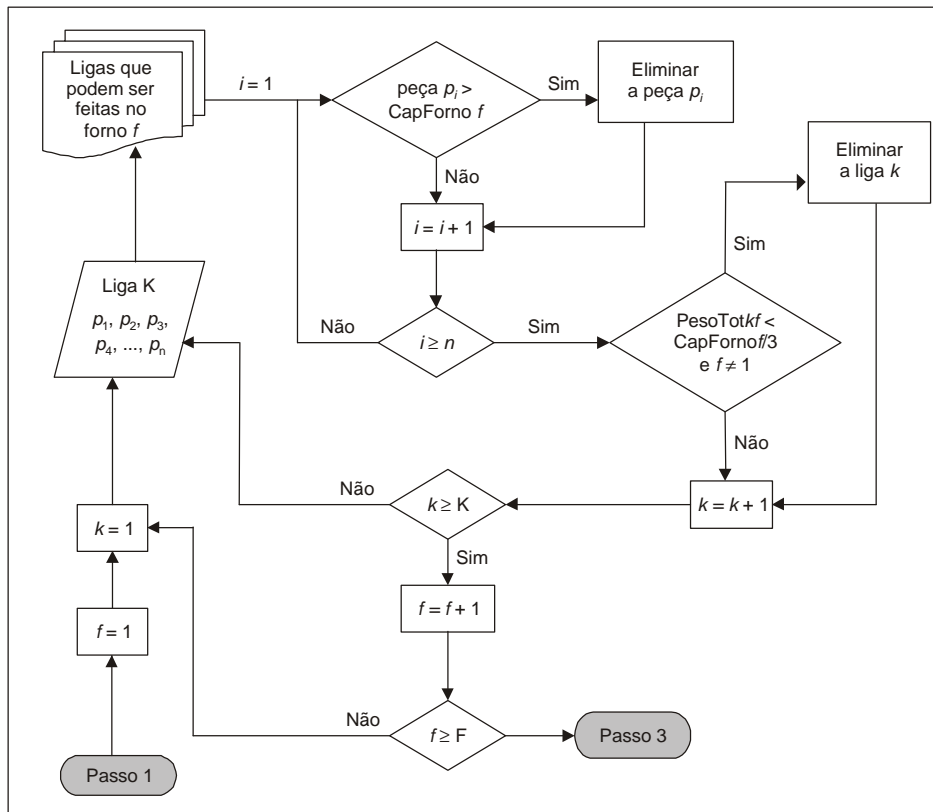 Ligas que
podem ser
feitas no
forno f
i = 1
peça pᵢ >
CapForno f
Sim
Eliminar
a peça pᵢ
Não
i = i + 1
Eliminar
a liga k
Sim
Liga K
p₁, p₂, p₃,
p₄, ..., pₙ
Não
i ≥ n
Sim
PesoTotkf <
CapFornof/3
e f ≠ 1
Não
k = k + 1
Não
k ≥ K
Sim
k = 1
f = f + 1
f = 1
Não
f ≥ F
Passo 3
Passo 1